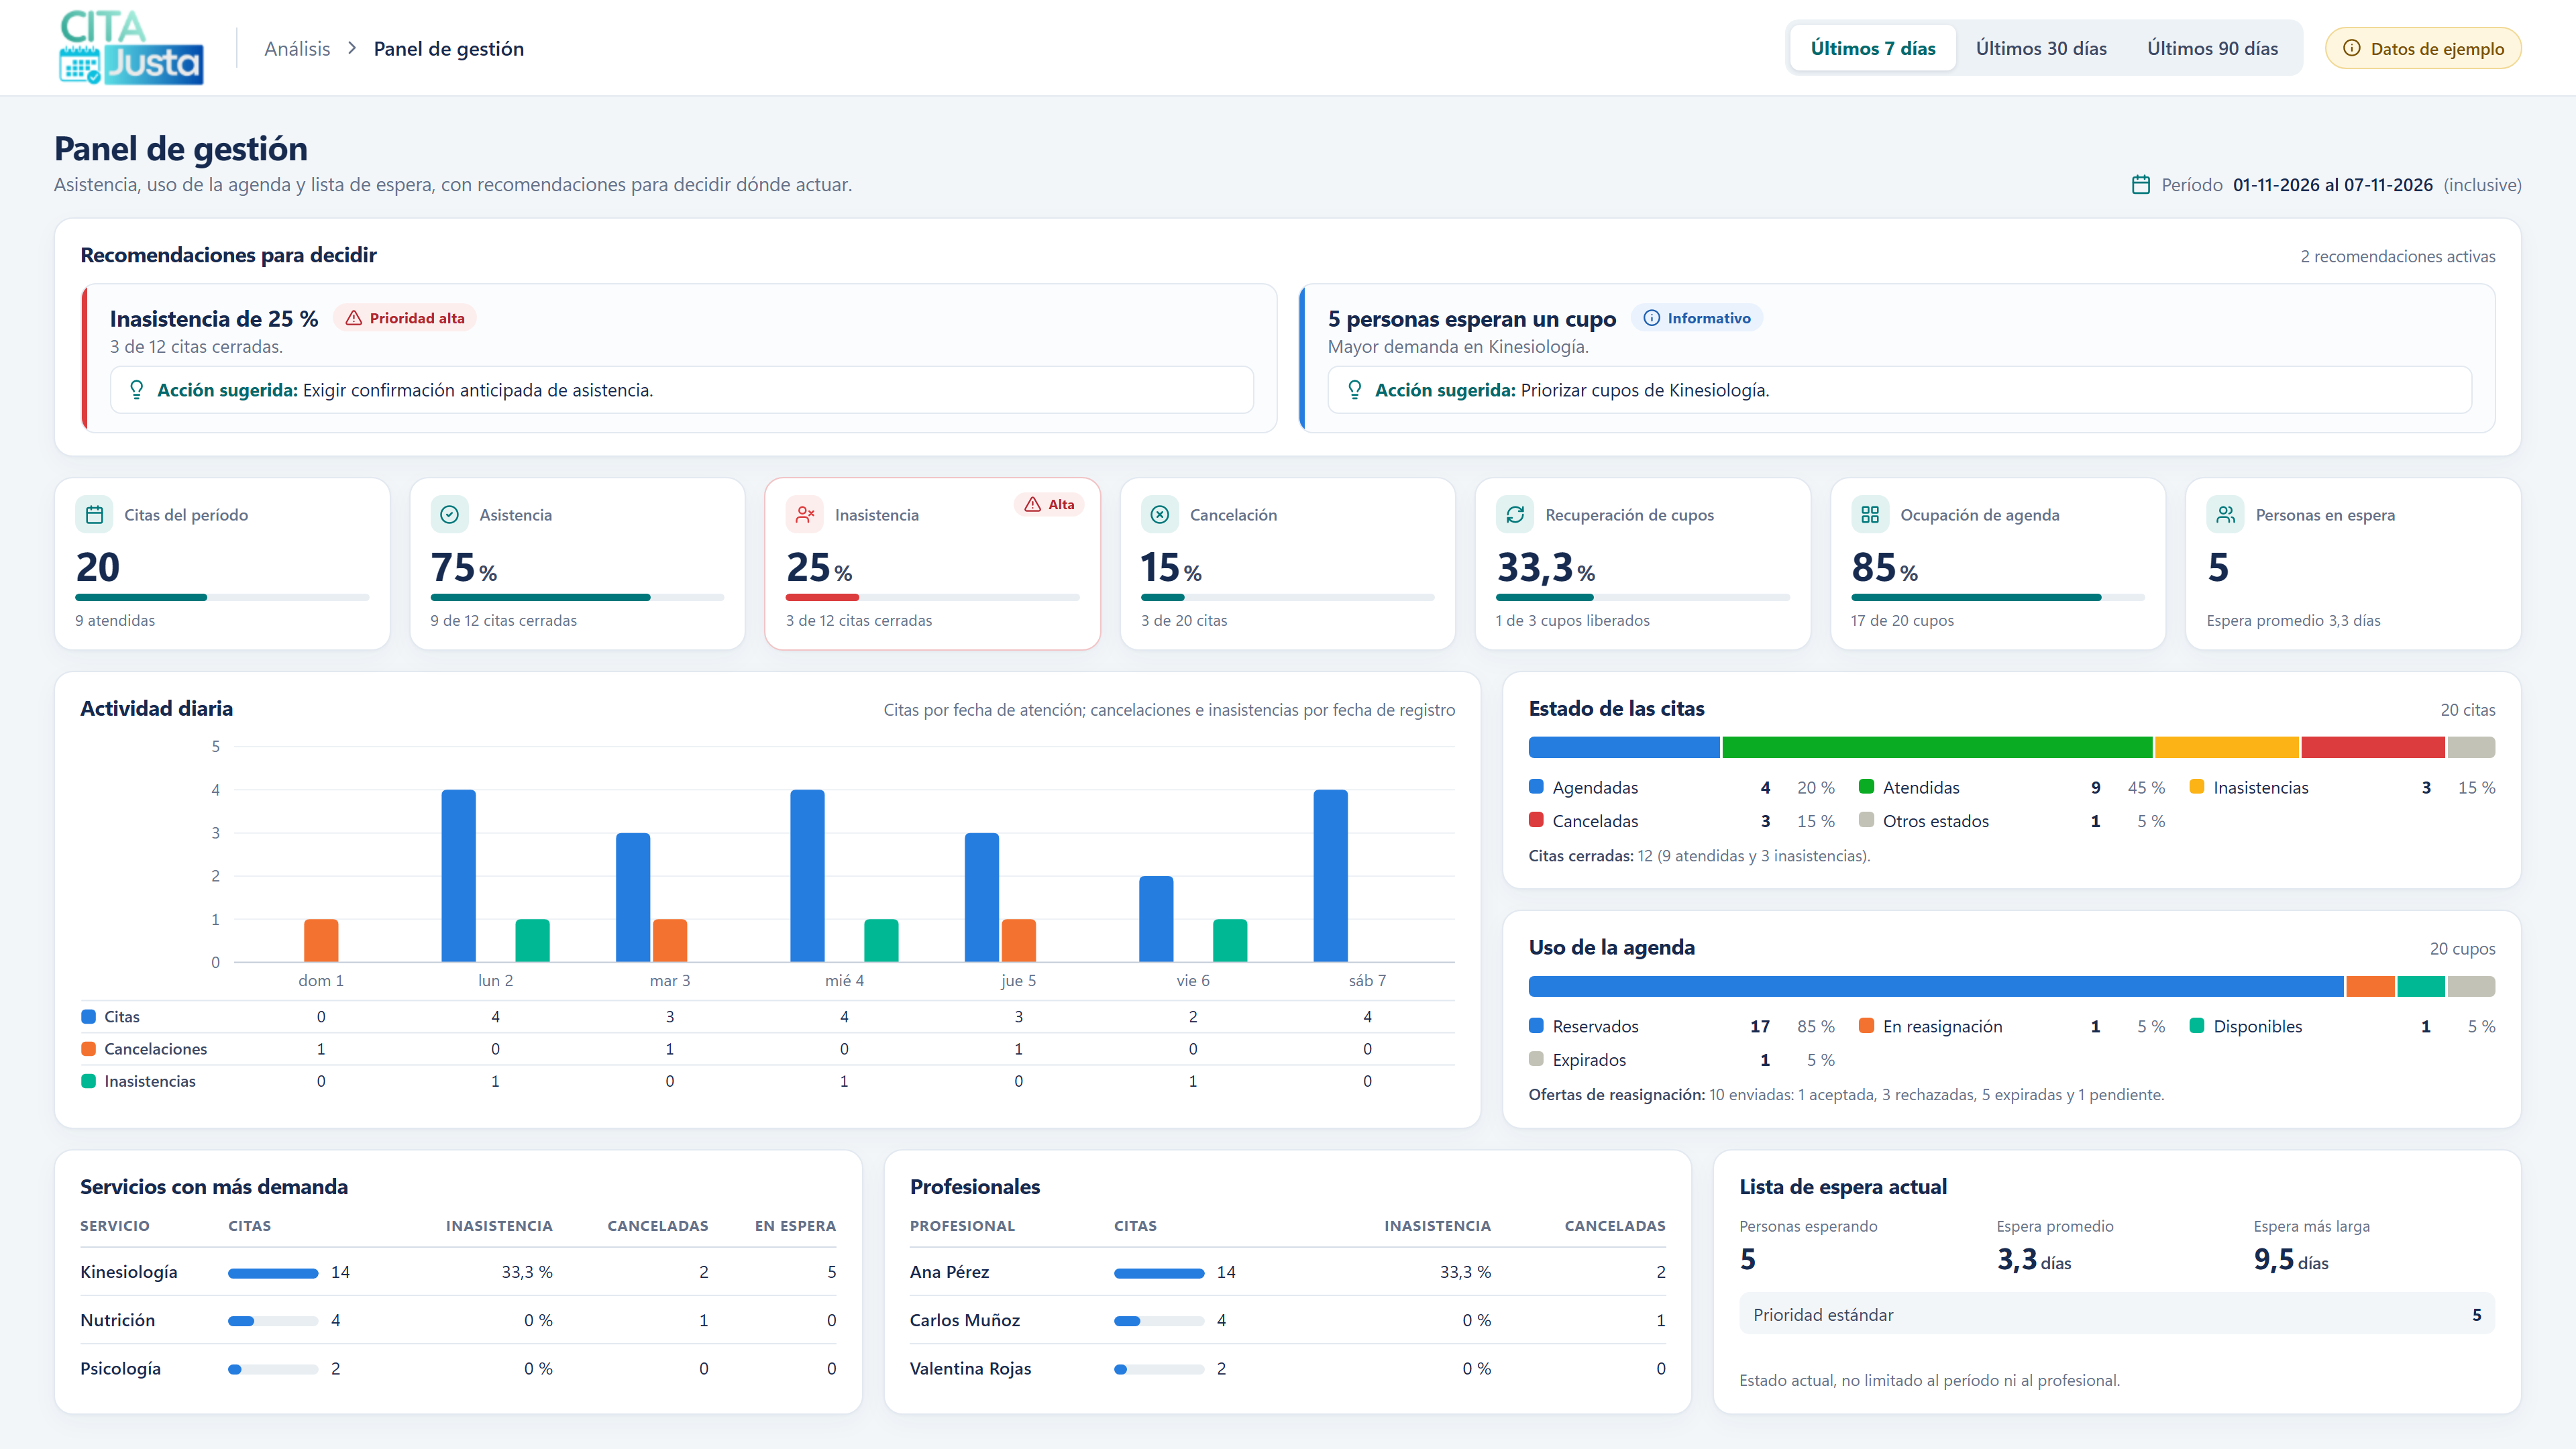 CITA
Justa
Análisis > Panel de gestión
Últimos 7 días Últimos 30 días Últimos 90 días
Datos de ejemplo
Panel de gestión
Asistencia, uso de la agenda y lista de espera, con recomendaciones para decidir dónde actuar.
Período 01-11-2026 al 07-11-2026 (inclusive)
Recomendaciones para decidir
2 recomendaciones activas
Inasistencia de 25 % Prioridad alta
3 de 12 citas cerradas.
Acción sugerida: Exigir confirmación anticipada de asistencia.
5 personas esperan un cupo Informativo
Mayor demanda en Kinesiología.
Acción sugerida: Priorizar cupos de Kinesiología.
Citas del período
20
9 atendidas
Asistencia
75 %
9 de 12 citas cerradas
Inasistencia
Alta
25 %
3 de 12 citas cerradas
Cancelación
15 %
3 de 20 citas
Recuperación de cupos
33,3 %
1 de 3 cupos liberados
Ocupación de agenda
85 %
17 de 20 cupos
Personas en espera
5
Espera promedio 3,3 días
Actividad diaria
Citas por fecha de atención; cancelaciones e inasistencias por fecha de registro
5
4
3
2
1
0
dom 1 lun 2 mar 3 mié 4 jue 5 vie 6 sáb 7
Citas 0 4 3 4 3 2 4
Cancelaciones 1 0 1 0 1 0 0
Inasistencias 0 1 0 1 0 1 0
Estado de las citas
20 citas
Agendadas 4 20 % Atendidas 9 45 % Inasistencias 3 15 %
Canceladas 3 15 % Otros estados 1 5 %
Citas cerradas: 12 (9 atendidas y 3 inasistencias).
Uso de la agenda
20 cupos
Reservados 17 85 % En reasignación 1 5 % Disponibles 1 5 %
Expirados 1 5 %
Ofertas de reasignación: 10 enviadas: 1 aceptada, 3 rechazadas, 5 expiradas y 1 pendiente.
Servicios con más demanda
SERVICIO CITAS INASISTENCIA CANCELADAS EN ESPERA
Kinesiología 14 33,3 % 2 5
Nutrición 4 0 % 1 0
Psicología 2 0 % 0 0
Profesionales
PROFESIONAL CITAS INASISTENCIA CANCELADAS
Ana Pérez 14 33,3 % 2
Carlos Muñoz 4 0 % 1
Valentina Rojas 2 0 % 0
Lista de espera actual
Personas esperando Espera promedio Espera más larga
5 3,3 días 9,5 días
Prioridad estándar 5
Estado actual, no limitado al período ni al profesional.